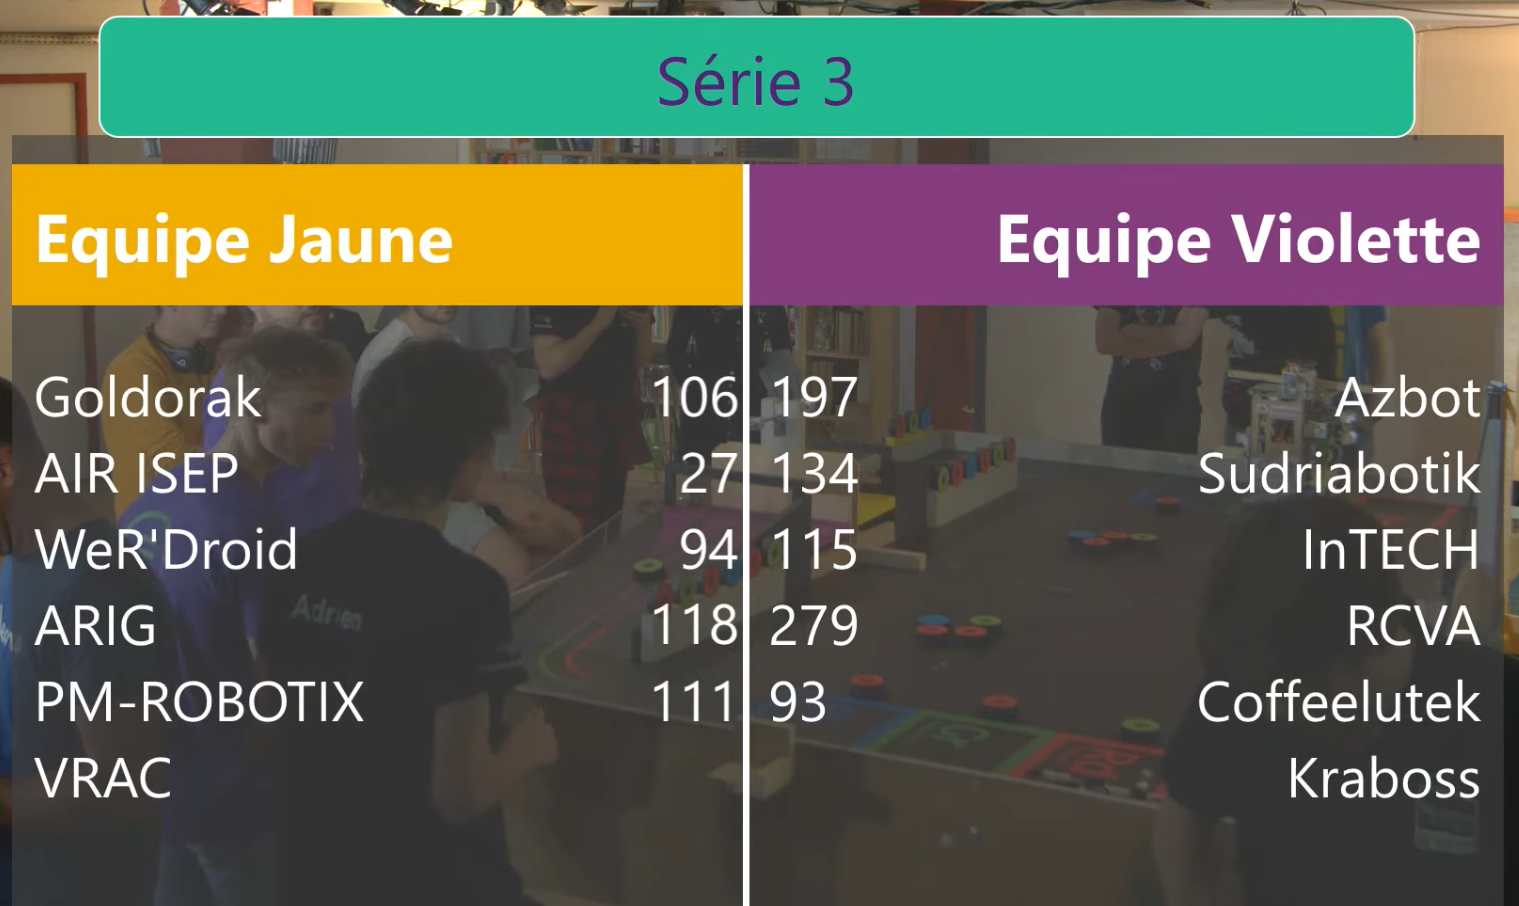 Série 3
Equipe Jaune Equipe Violette
Goldorak 106 197 Azbot
AIR ISEP 27 134 Sudriabotik
WeR'Droid 94 115 InTECH
ARIG 118 279 RCVA
PM-ROBOTIX 111 93 Coffeelutek
VRAC Kraboss
Adrien